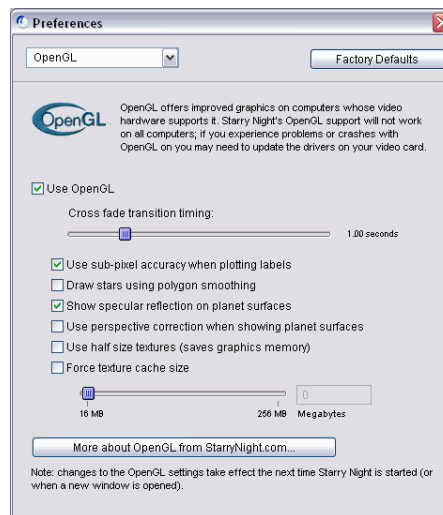 Preferences
OpenGL
Factory Defaults
OpenGL
OpenGL offers improved graphics on computers whose video
hardware supports it. Starry Night's OpenGL support will not work
on all computers; if you experience problems or crashes with
OpenGL on you may need to update the drivers on your video card.
Use OpenGL
Cross fade transition timing:
1.00 seconds
Use sub-pixel accuracy when plotting labels
Draw stars using polygon smoothing
Show specular reflection on planet surfaces
Use perspective correction when showing planet surfaces
Use half size textures (saves graphics memory)
Force texture cache size
0
16 MB
256 MB
Megabytes
More about OpenGL from StarryNight.com...
Note: changes to the OpenGL settings take effect the next time Starry Night is started (or
when a new window is opened).